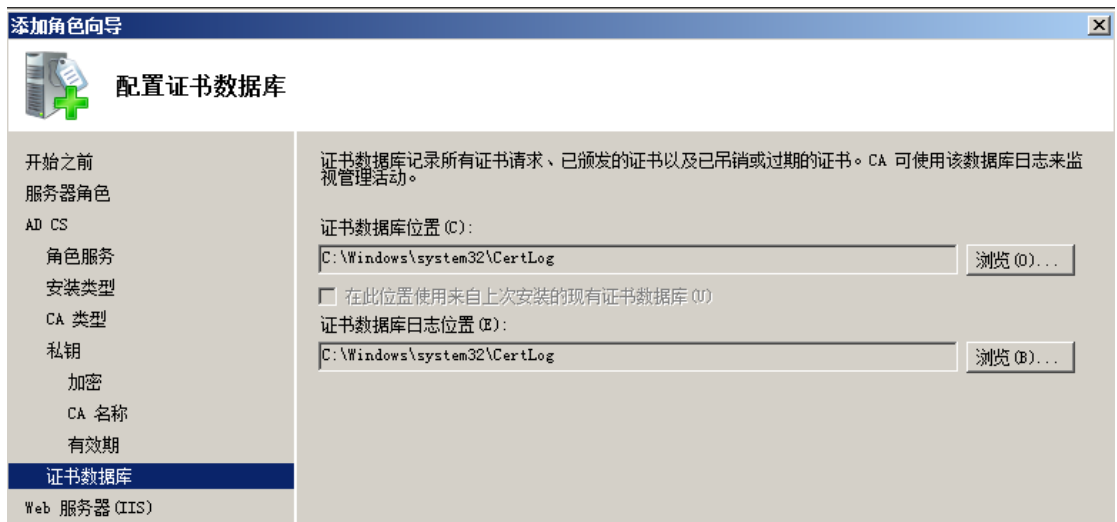 添加角色向导
配置证书数据库
开始之前
服务器角色
AD CS
角色服务
安装类型
CA 类型
私钥
加密
CA 名称
有效期
证书数据库
Web 服务器(IIS)
证书数据库记录所有证书请求、已颁发的证书以及已吊销或过期的证书。CA 可使用该数据库日志来监
视管理活动。
证书数据库位置(C):
C:\Windows\system32\CertLog
浏览(O)...
在此位置使用来自上次安装的现有证书数据库(U)
证书数据库日志位置(E):
C:\Windows\system32\CertLog
浏览(B)...